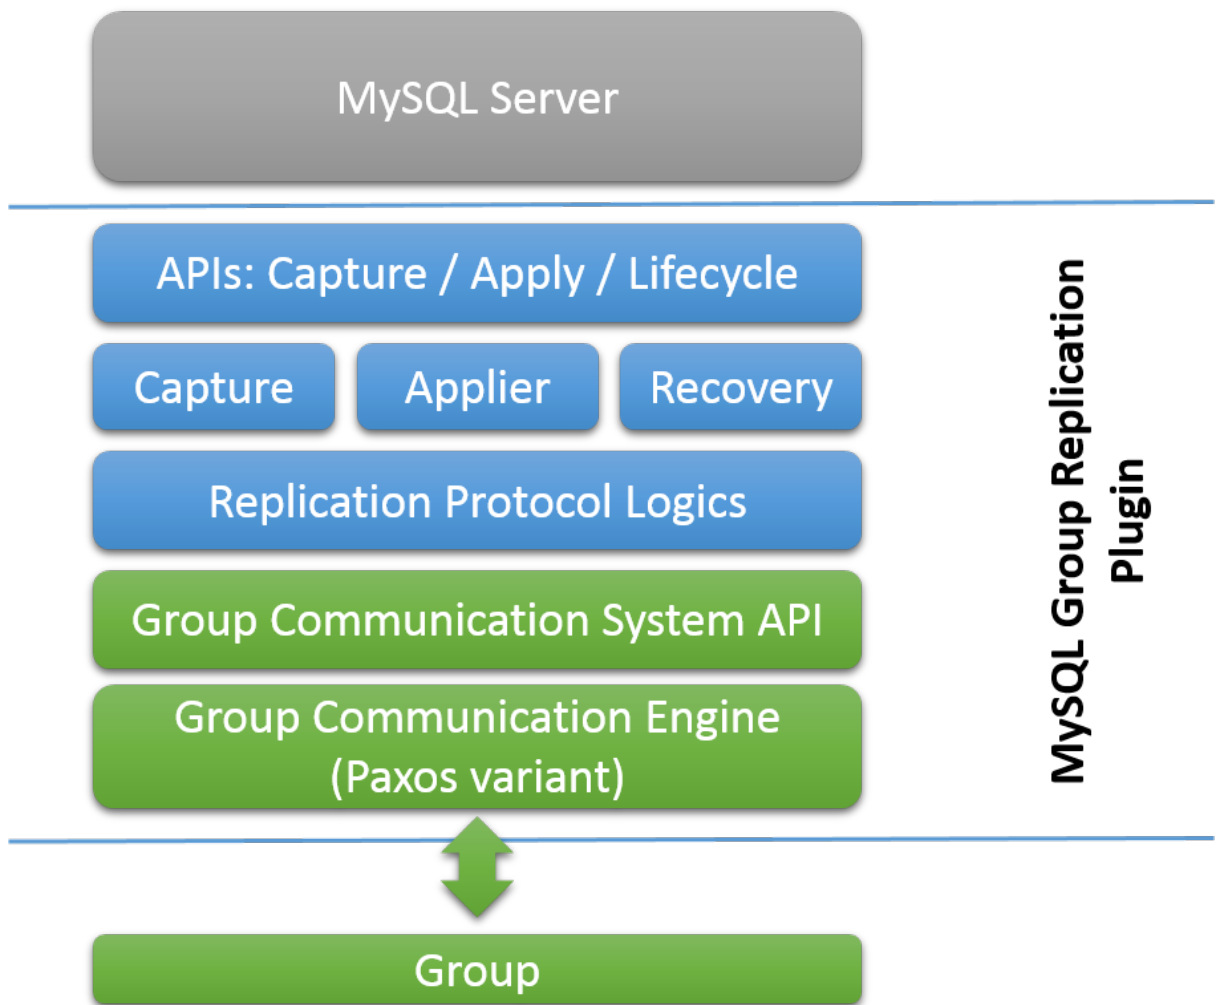 MySQL Server
APIs: Capture / Apply / Lifecycle
Capture
Applier
Recovery
Replication Protocol Logics
Group Communication System API
Group Communication Engine
(Paxos variant)
Group
MySQL Group Replication
Plugin